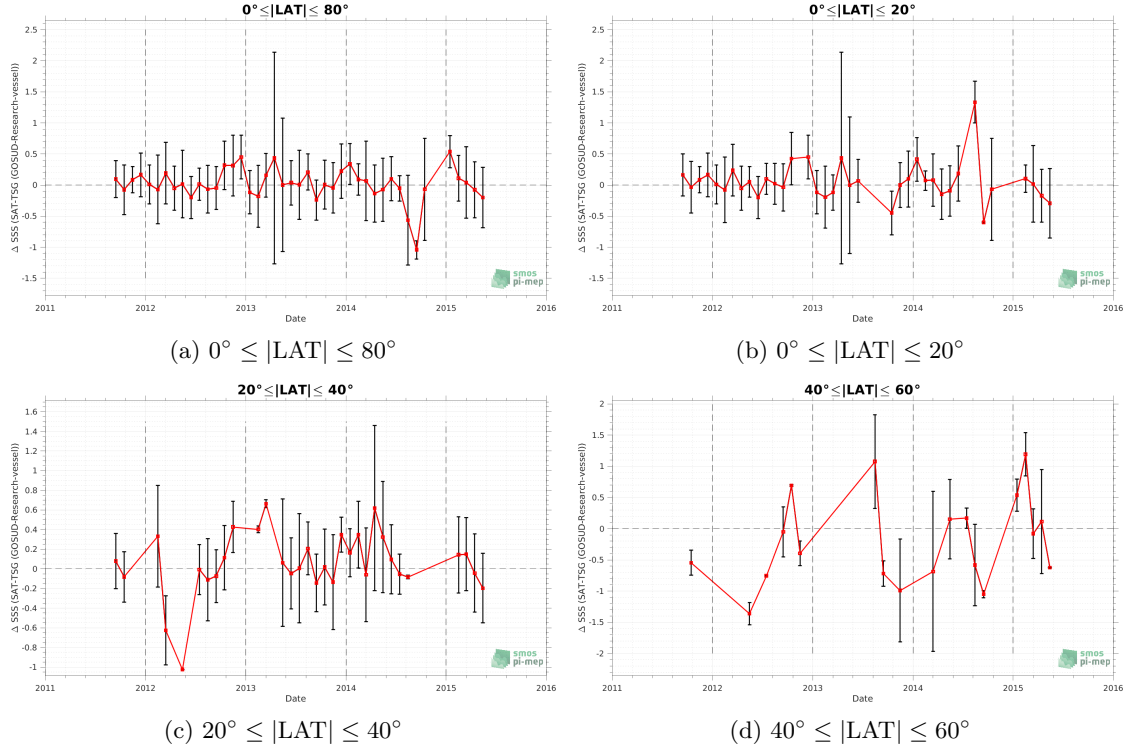 0°≤|LAT|≤ 80°
Δ SSS (SAT-TSG (GOSUD-Research-vessel))
2.5
2
1.5
1
0.5
0
-0.5
-1
-1.5
2011 2012 2013 2014 2015 2016
Date
smos
pi-mep
(a) 0° ≤ |LAT| ≤ 80°
0°≤|LAT|≤ 20°
Δ SSS (SAT-TSG (GOSUD-Research-vessel))
2.5
2
1.5
1
0.5
0
-0.5
-1
-1.5
2011 2012 2013 2014 2015 2016
Date
smos
pi-mep
(b) 0° ≤ |LAT| ≤ 20°
20°≤|LAT|≤ 40°
Δ SSS (SAT-TSG (GOSUD-Research-vessel))
1.6
1.4
1.2
1
0.8
0.6
0.4
0.2
0
-0.2
-0.4
-0.6
-0.8
-1
2011 2012 2013 2014 2015 2016
Date
smos
pi-mep
(c) 20° ≤ |LAT| ≤ 40°
40°≤|LAT|≤ 60°
Δ SSS (SAT-TSG (GOSUD-Research-vessel))
2
1.5
1
0.5
0
-0.5
-1
-1.5
-2
2011 2012 2013 2014 2015 2016
Date
smos
pi-mep
(d) 40° ≤ |LAT| ≤ 60°